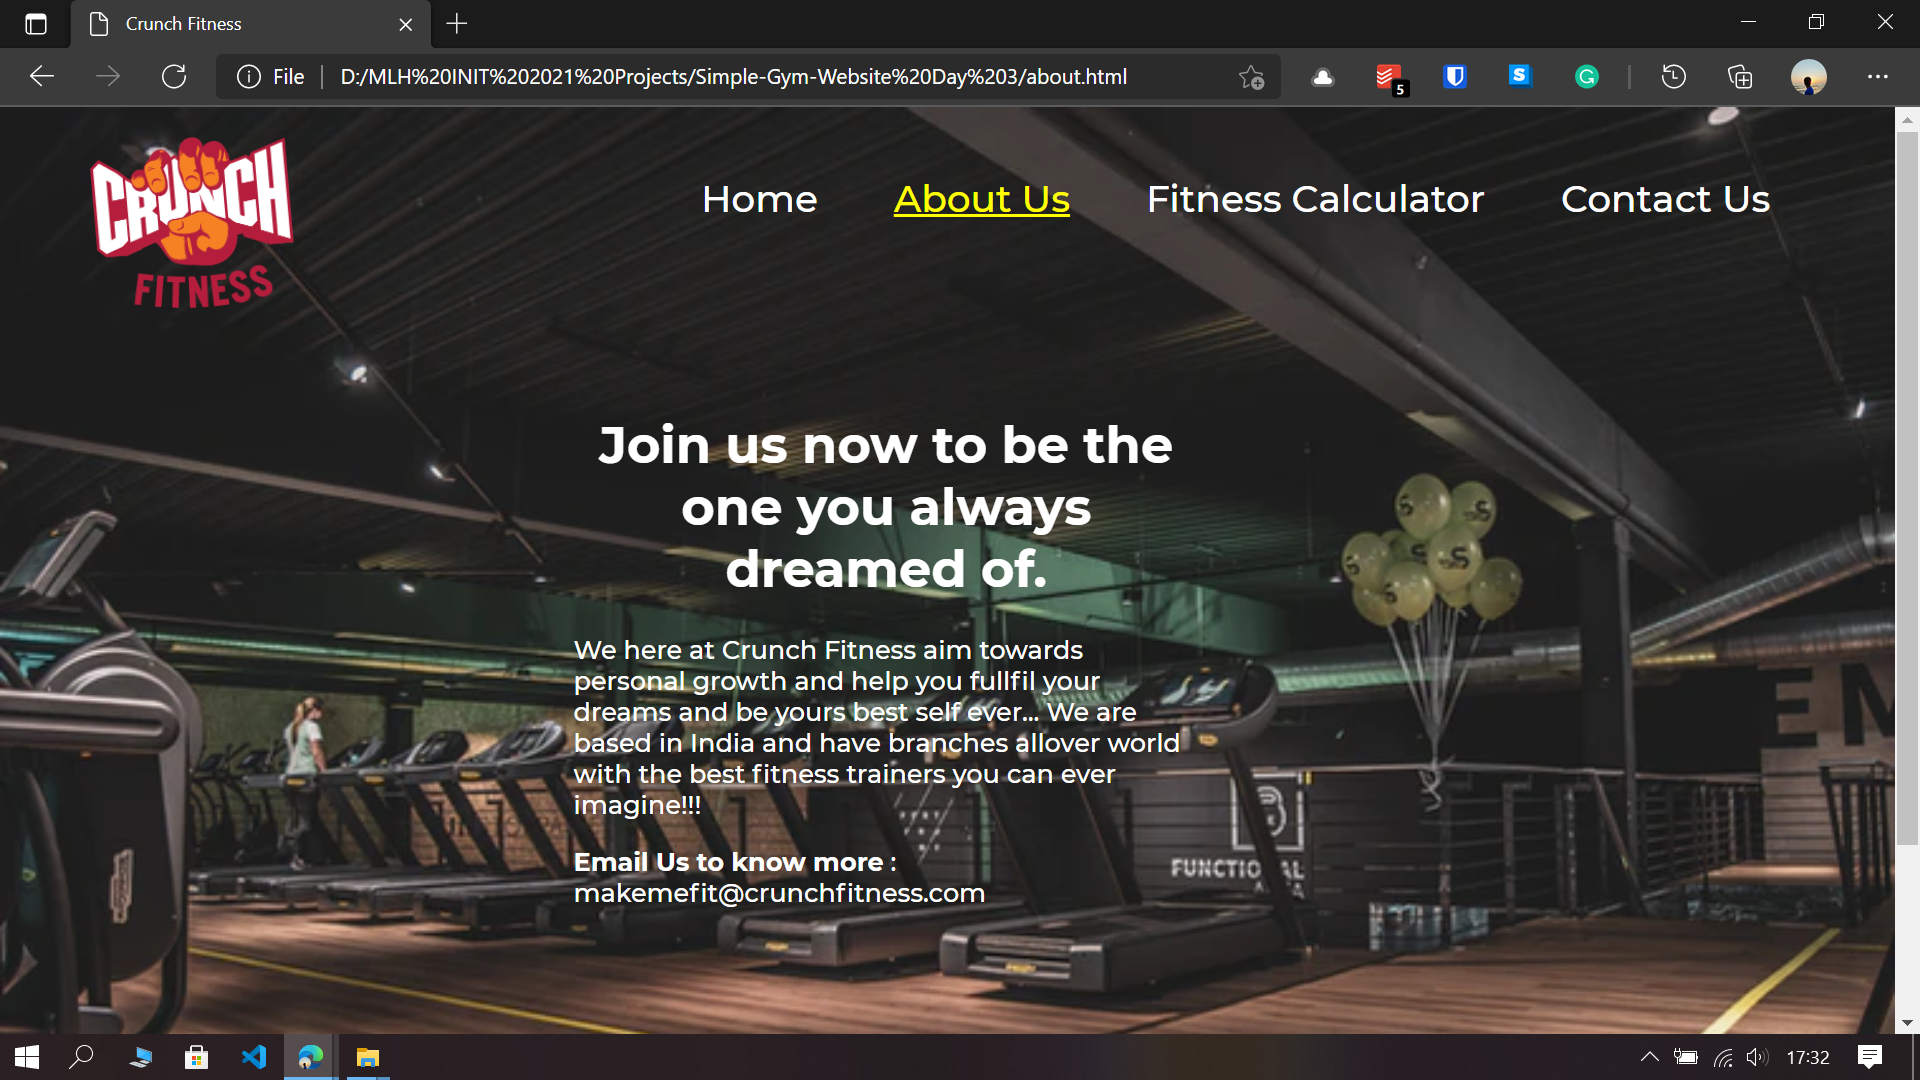 Crunch Fitness
File
D:/MLH%20INIT%202021%20Projects/Simple-Gym-Website%20Day%203/about.html
5
CRUNCH
FITNESS
Home
About Us
Fitness Calculator
Contact Us
Join us now to be the
one you always
dreamed of.
We here at Crunch Fitness aim towards
personal growth and help you fullfil your
dreams and be yours best self ever... We are
based in India and have branches allover world
with the best fitness trainers you can ever
imagine!!!
Email Us to know more :
makemefit@crunchfitness.com
FUNCTIONAL
17:32